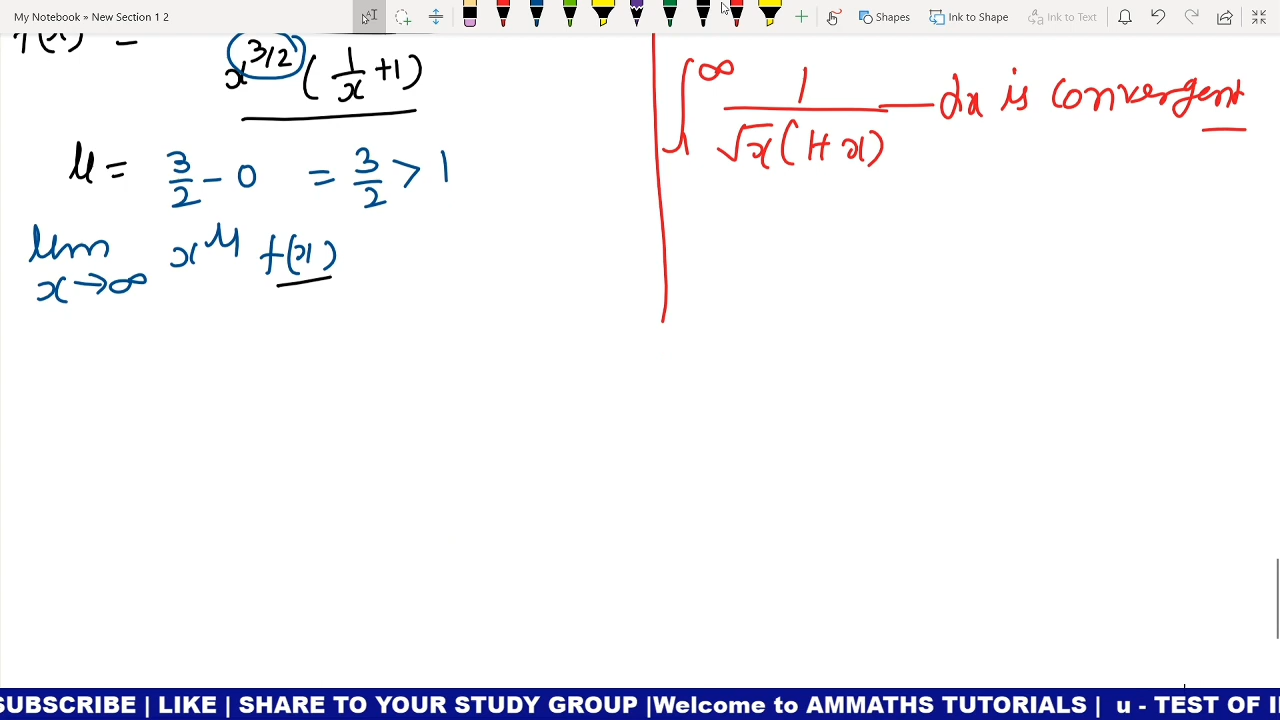 My Notebook » New Section 1 2
Shapes Ink to Shape Ink to Text
f(x) =
x^{3/2} (1/x + 1)
μ = 3/2 - 0 = 3/2 > 1
lim x→∞ x^μ f(x)
∫_1^∞ 1/(√x(1+x)) dx is convergent
SUBSCRIBE | LIKE | SHARE TO YOUR STUDY GROUP |Welcome to AMMATHS TUTORIALS | u - TEST OF